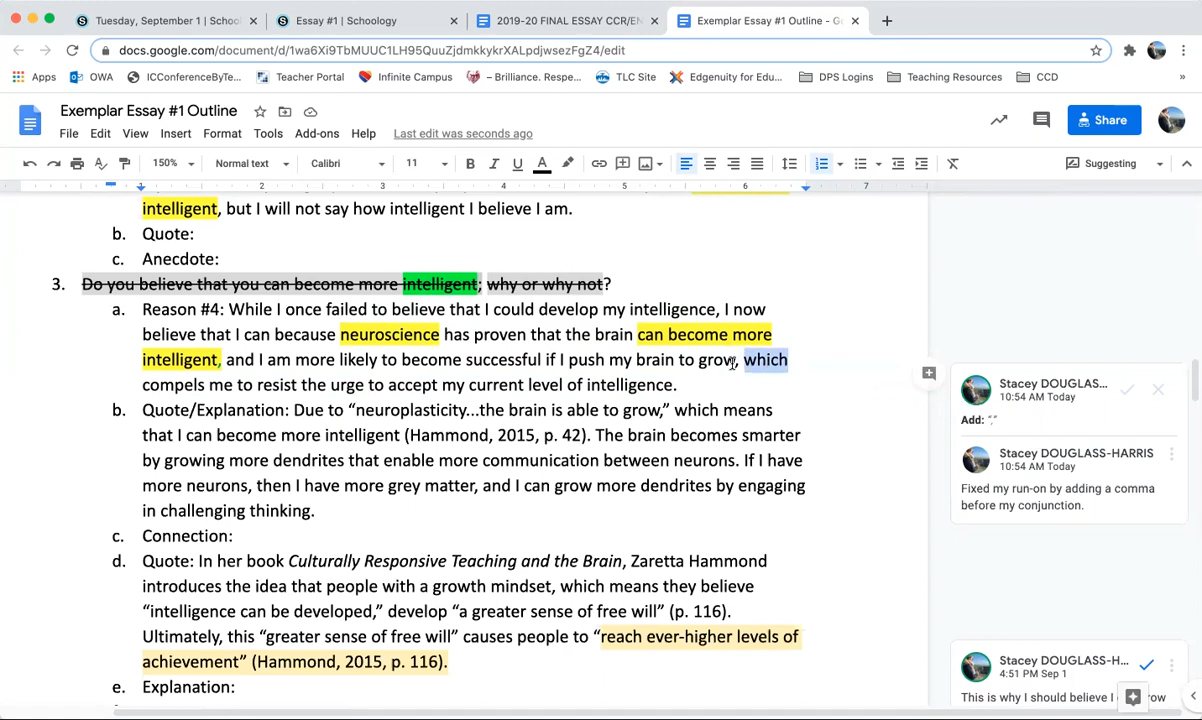 Tuesday, September 1 | School
Essay #1 | Schoology
2019-20 FINAL ESSAY CCR/EN
Exemplar Essay #1 Outline - G
docs.google.com/document/d/1wa6Xi9TbMUUC1LH95QuuZjdmkkykrXALpdjwsezFgZ4/edit
Apps OWA ICConferenceByTe... Teacher Portal Infinite Campus – Brilliance. Respe... TLC Site Edgenuity for Edu... DPS Logins Teaching Resources CCD »
Exemplar Essay #1 Outline
File Edit View Insert Format Tools Add-ons Help Last edit was seconds ago
Share
150% Normal text Calibri 11 B I U A Suggesting
2 3 4 5 6 7
intelligent, but I will not say how intelligent I believe I am.
b. Quote:
c. Anecdote:
3. Do you believe that you can become more intelligent; why or why not?
a. Reason #4: While I once failed to believe that I could develop my intelligence, I now
believe that I can because neuroscience has proven that the brain can become more
intelligent, and I am more likely to become successful if I push my brain to grow, which
compels me to resist the urge to accept my current level of intelligence.
b. Quote/Explanation: Due to “neuroplasticity...the brain is able to grow,” which means
that I can become more intelligent (Hammond, 2015, p. 42). The brain becomes smarter
by growing more dendrites that enable more communication between neurons. If I have
more neurons, then I have more grey matter, and I can grow more dendrites by engaging
in challenging thinking.
c. Connection:
d. Quote: In her book Culturally Responsive Teaching and the Brain, Zaretta Hammond
introduces the idea that people with a growth mindset, which means they believe
“intelligence can be developed,” develop “a greater sense of free will” (p. 116).
Ultimately, this “greater sense of free will” causes people to “reach ever-higher levels of
achievement” (Hammond, 2015, p. 116).
e. Explanation:
Stacey DOUGLASS...
10:54 AM Today
Add: “,”
Stacey DOUGLASS-HARRIS
10:54 AM Today
Fixed my run-on by adding a comma
before my conjunction.
Stacey DOUGLASS-H...
4:51 PM Sep 1
This is why I should believe I